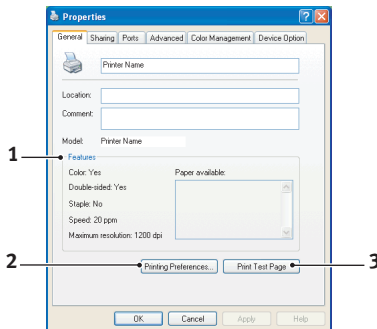 Properties
General Sharing Ports Advanced Color Management Device Option
Printer Name
Location:
Comment:
Model: Printer Name
1
Features
Color: Yes Paper available:
Double-sided: Yes
Staple: No
Speed: 20 ppm
Maximum resolution: 1200 dpi
2 Printing Preferences... Print Test Page 3
OK Cancel Apply Help